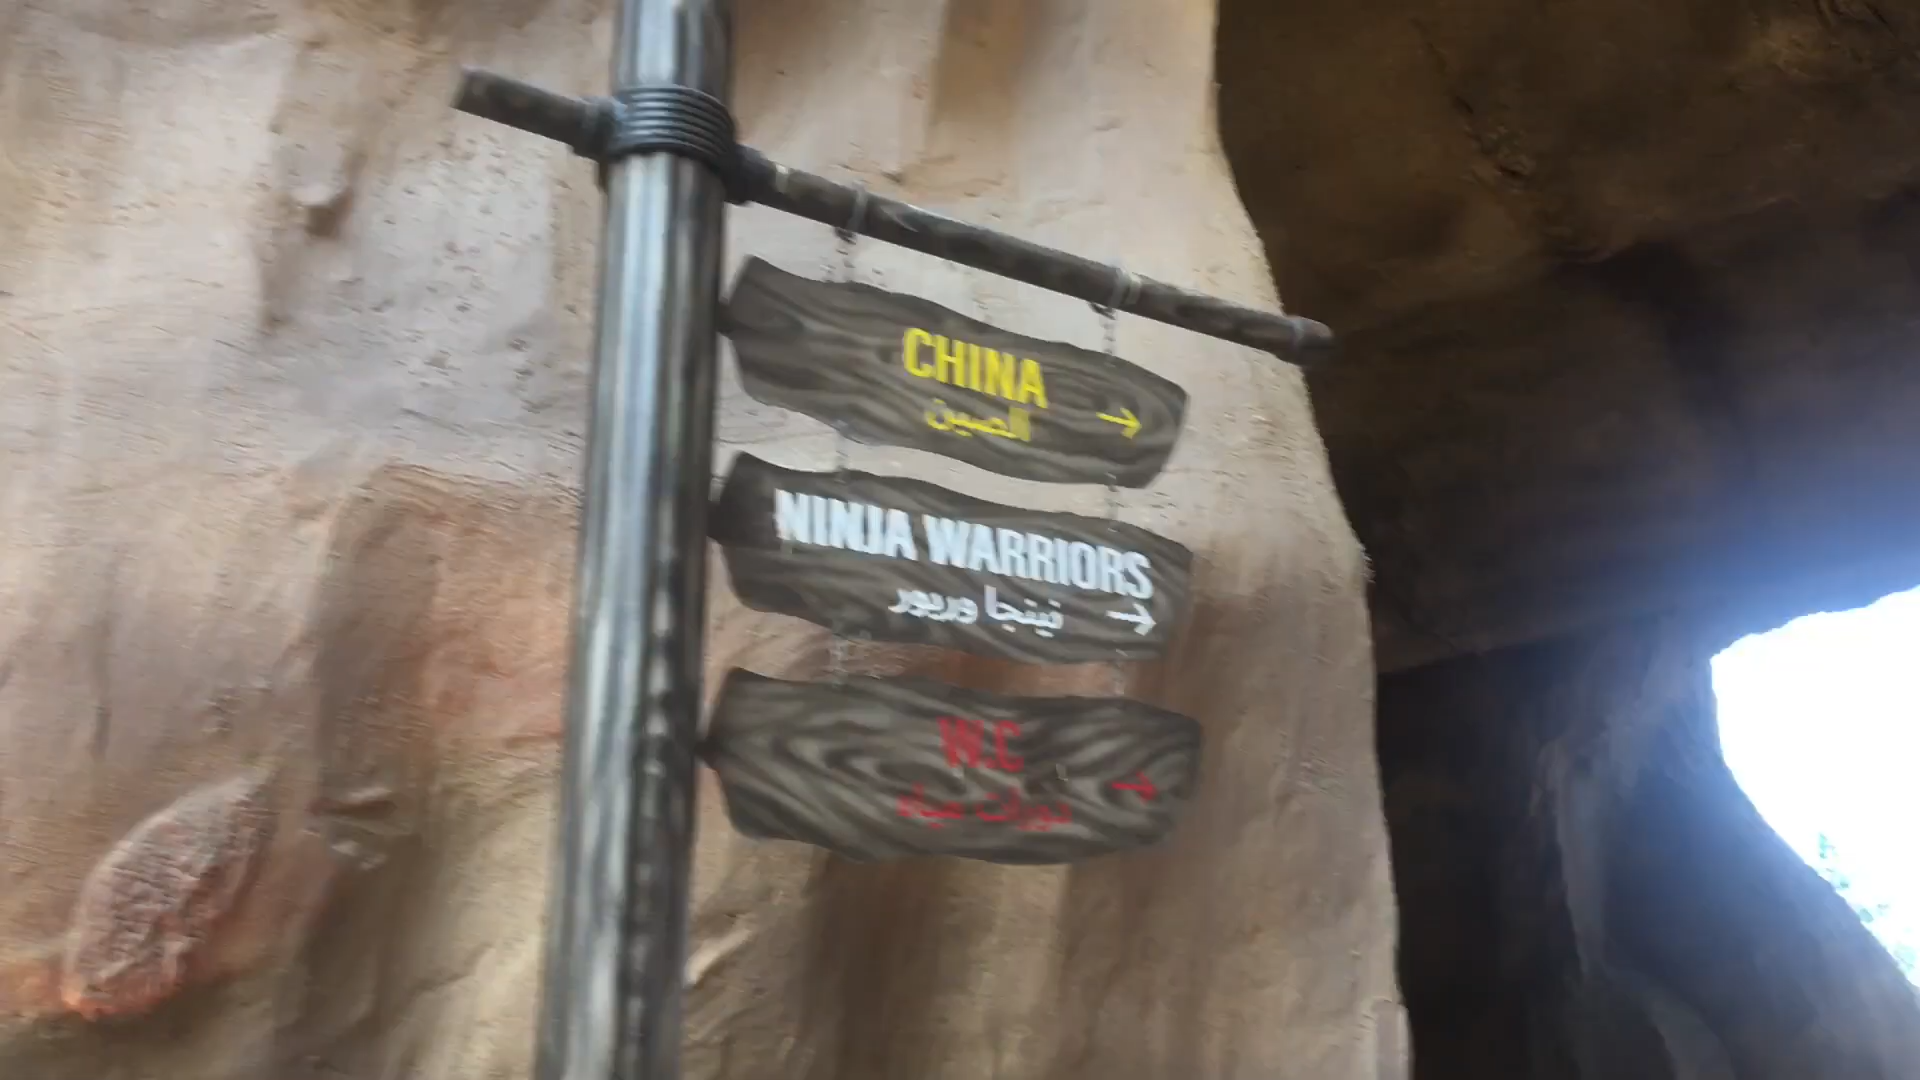 CHINA
الصين
→
NINJA WARRIORS
نينجا وريور
→
W.C
دورات مياه
→